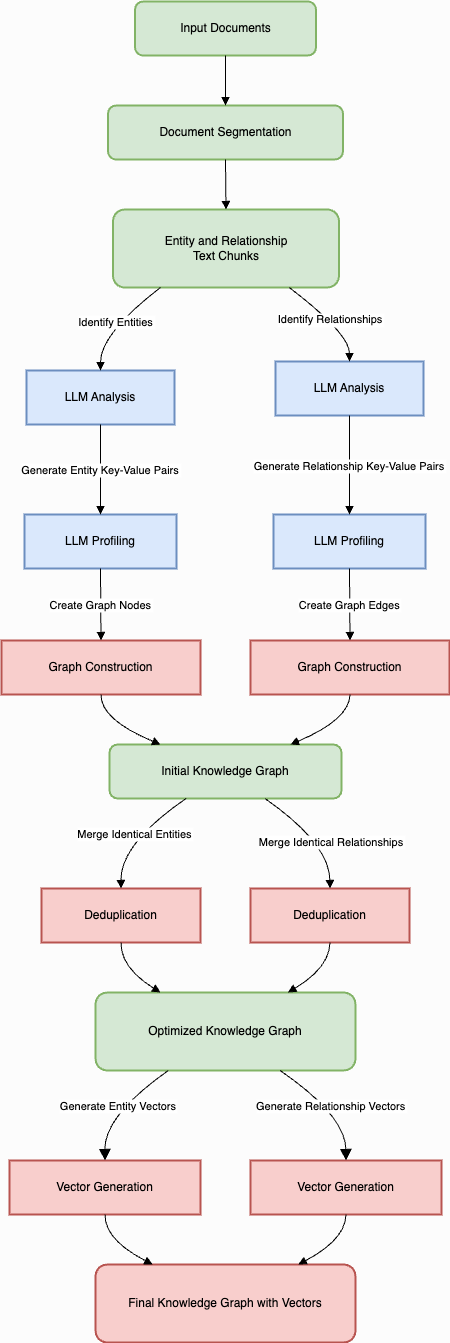 Input Documents
Document Segmentation
Entity and Relationship
Text Chunks
Identify Entities
Identify Relationships
LLM Analysis
LLM Analysis
Generate Entity Key-Value Pairs
Generate Relationship Key-Value Pairs
LLM Profiling
LLM Profiling
Create Graph Nodes
Create Graph Edges
Graph Construction
Graph Construction
Initial Knowledge Graph
Merge Identical Entities
Merge Identical Relationships
Deduplication
Deduplication
Optimized Knowledge Graph
Generate Entity Vectors
Generate Relationship Vectors
Vector Generation
Vector Generation
Final Knowledge Graph with Vectors